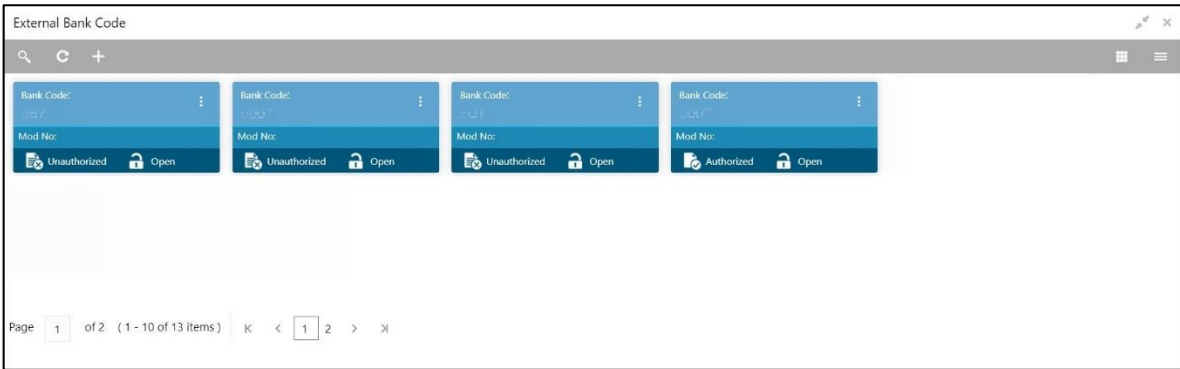 External Bank Code
Bank Code: Bank Code: Bank Code: Bank Code:
Mod No: Mod No: Mod No: Mod No:
Unauthorized Open Unauthorized Open Unauthorized Open Authorized Open
Page 1 of 2 ( 1 - 10 of 13 items ) K < 1 2 > >|